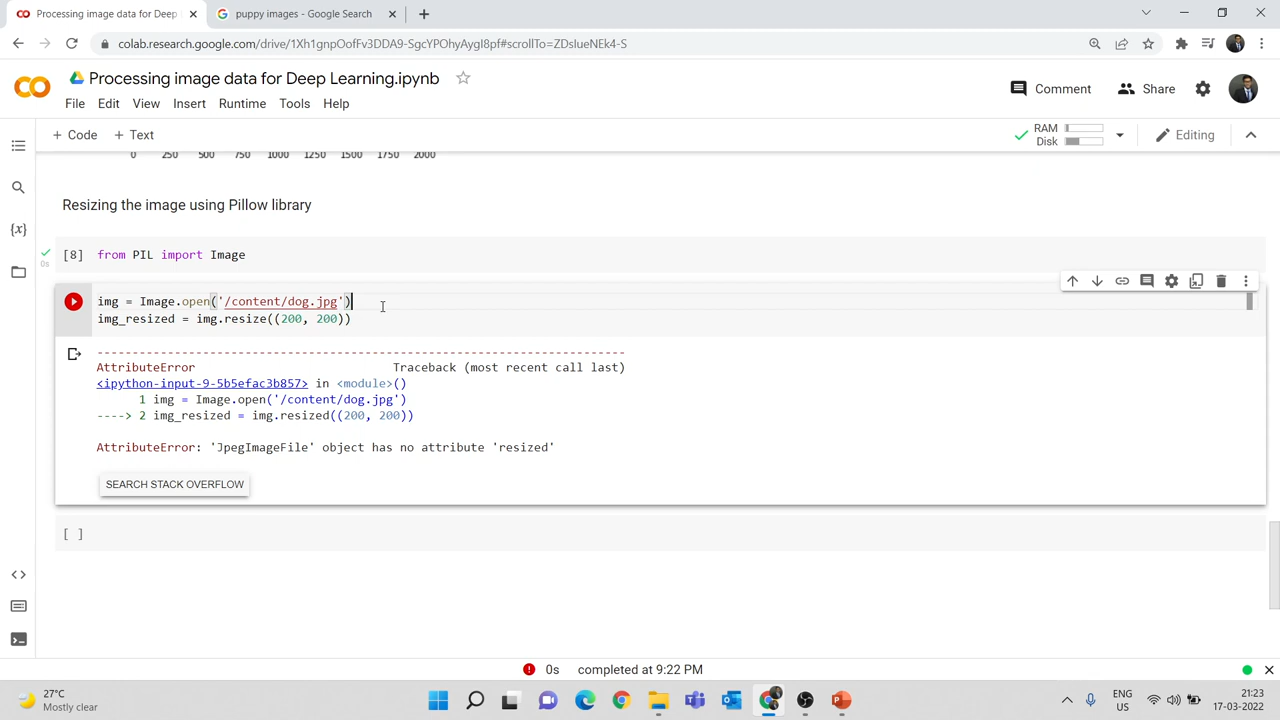 Processing image data for Deep
puppy images - Google Search
colab.research.google.com/drive/1Xh1gnpOofFv3DDA9-SgcYPOhyAygI8pf#scrollTo=ZDsIueNEk4-S
Processing image data for Deep Learning.ipynb
File Edit View Insert Runtime Tools Help
Comment Share
+ Code + Text
RAM
Disk
Editing
0 250 500 750 1000 1250 1500 1750 2000
Resizing the image using Pillow library
[8] from PIL import Image
0s
img = Image.open('/content/dog.jpg')
img_resized = img.resize((200, 200))
---------------------------------------------------------------------------
AttributeError Traceback (most recent call last)
<ipython-input-9-5b5efac3b857> in <module>()
1 img = Image.open('/content/dog.jpg')
----> 2 img_resized = img.resized((200, 200))
AttributeError: 'JpegImageFile' object has no attribute 'resized'
SEARCH STACK OVERFLOW
[ ]
0s completed at 9:22 PM
27°C
Mostly clear
ENG
US
21:23
17-03-2022